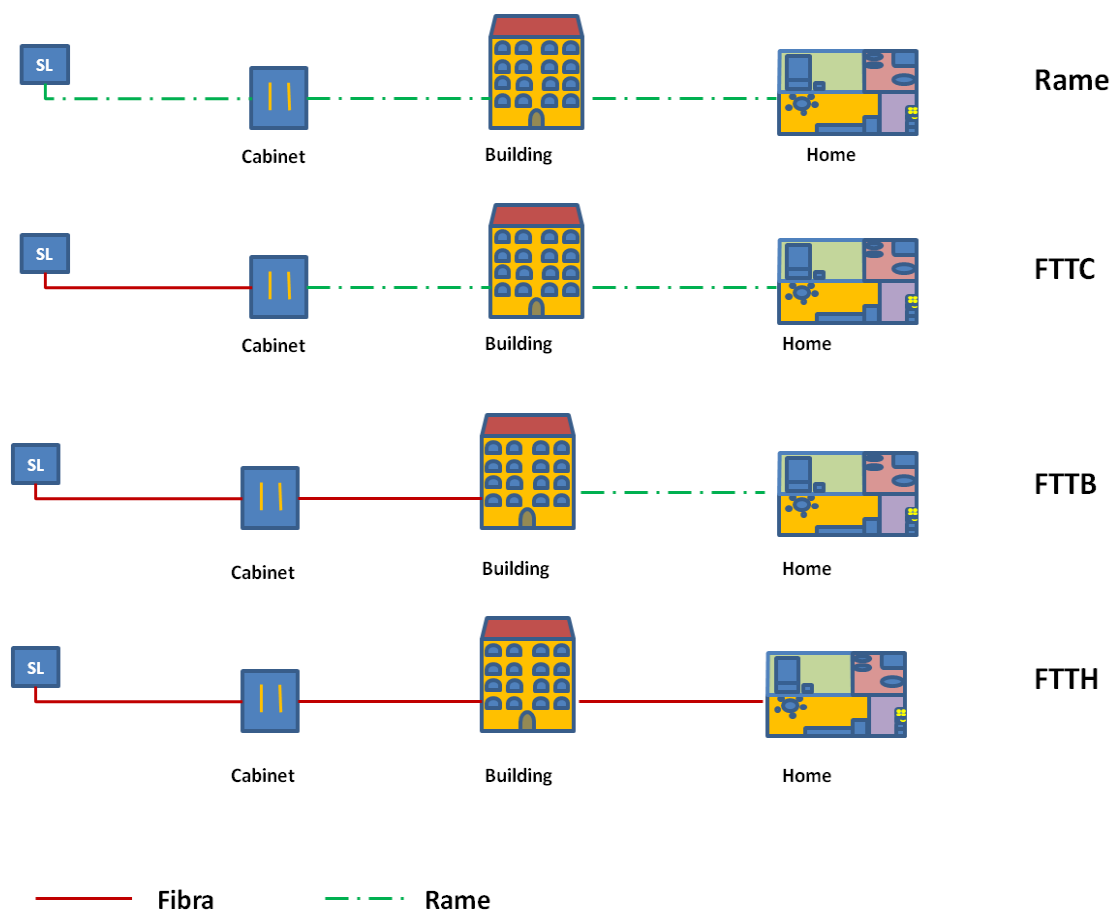 SL
Rame
Cabinet
Building
Home
SL
FTTC
Cabinet
Building
Home
SL
FTTB
Cabinet
Building
Home
SL
FTTH
Cabinet
Building
Home
Fibra
Rame